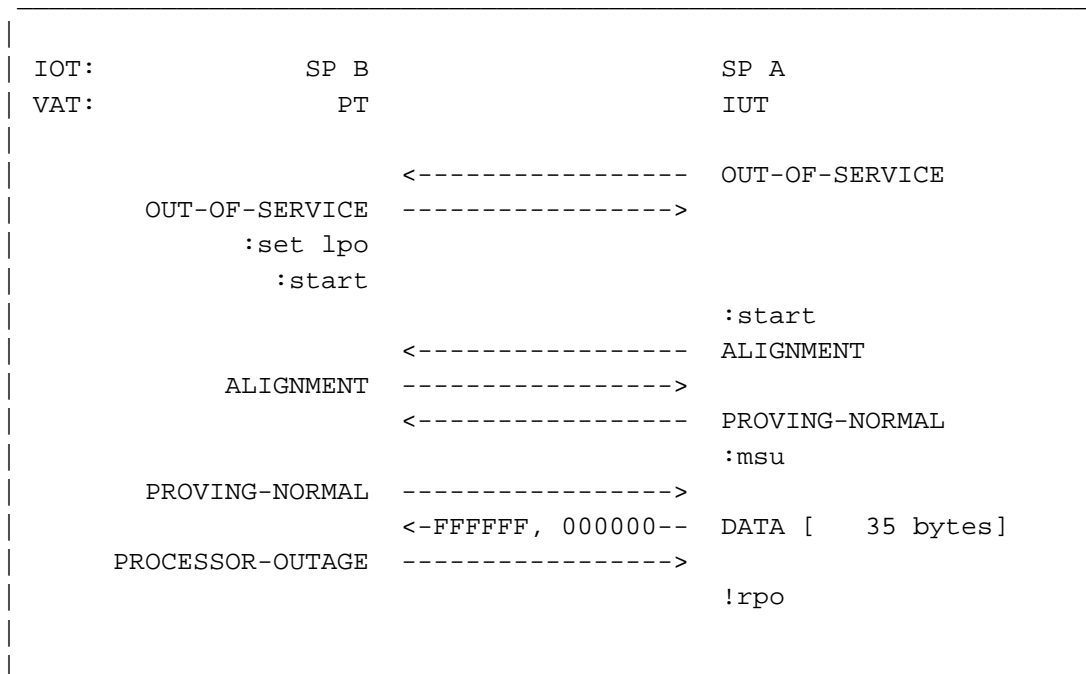 IOT: SP B SP A
VAT: PT IUT
<----------------- OUT-OF-SERVICE
OUT-OF-SERVICE ----------------->
:set lpo
:start
:start
<----------------- ALIGNMENT
ALIGNMENT ----------------->
<----------------- PROVING-NORMAL
:msu
PROVING-NORMAL ----------------->
<-FFFFFF, 000000-- DATA [ 35 bytes]
PROCESSOR-OUTAGE ----------------->
!rpo